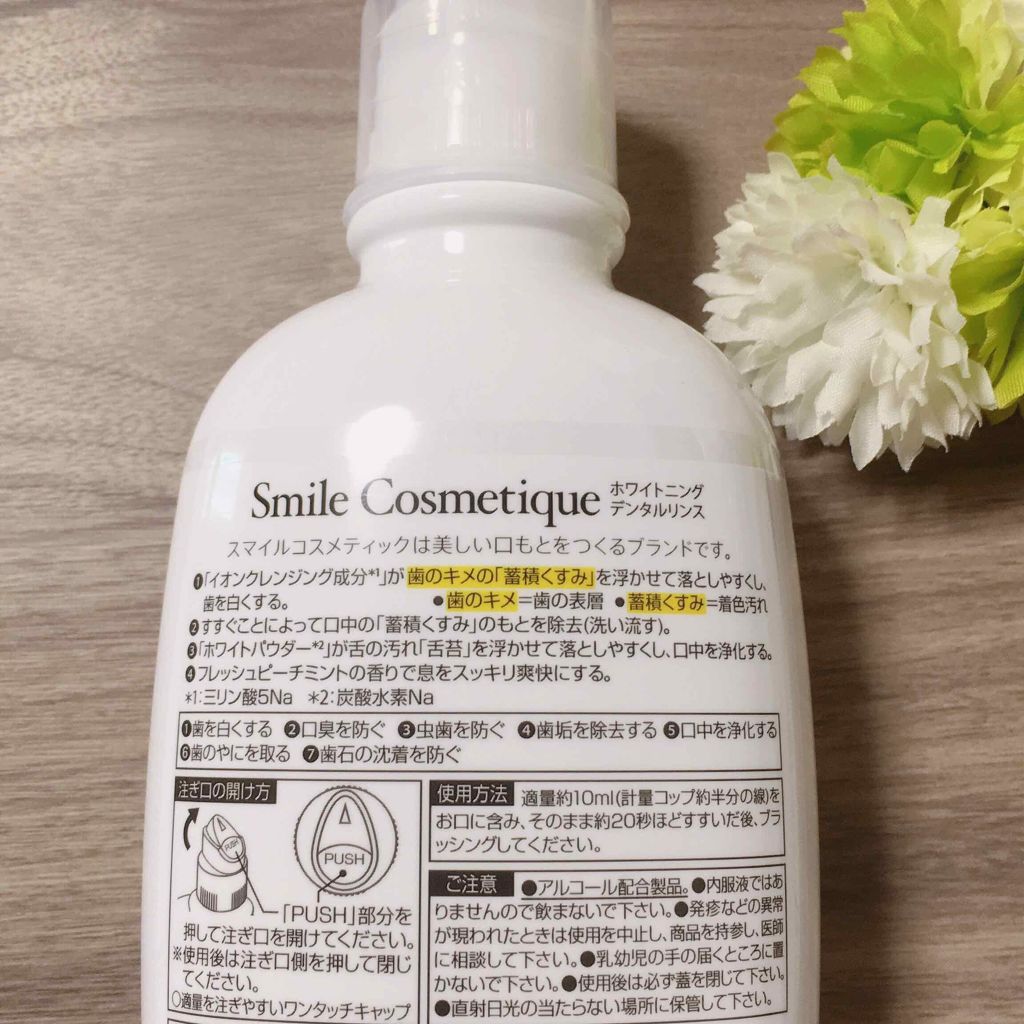 Smile Cosmetique ホワイトニング
デンタルリンス
スマイルコスメティックは美しい口もとをつくるブランドです。
❶「イオンクレンジング成分*1」が歯のキメの「蓄積くすみ」を浮かせて落としやすくし、
歯を白くする。 ●歯のキメ=歯の表層 ●蓄積くすみ=着色汚れ
❷すすぐことによって口中の「蓄積くすみ」のもとを除去(洗い流す)。
❸「ホワイトパウダー*2」が舌の汚れ「舌苔」を浮かせて落としやすくし、口中を浄化する。
❹フレッシュピーチミントの香りで息をスッキリ爽快にする。
*1:三リン酸5Na *2:炭酸水素Na
❶歯を白くする ❷口臭を防ぐ ❸虫歯を防ぐ ❹歯垢を除去する ❺口中を浄化する
❻歯のやにを取る ❼歯石の沈着を防ぐ
注ぎ口の開け方
PUSH
PUSH
「PUSH」部分を
押して注ぎ口を開けてください。
※使用後は注ぎ口側を押して閉じ
てください。
○適量を注ぎやすいワンタッチキャップ
使用方法 適量約10ml(計量コップ約半分の線)を
お口に含み、そのまま約20秒ほどすすいだ後、ブラ
ッシングしてください。
ご注意 ●アルコール配合製品。●内服液ではあ
りませんので飲まないで下さい。●発疹などの異常
が現われたときは使用を中止し、商品を持参し、医師
に相談して下さい。●乳幼児の手の届くところに置
かないで下さい。●使用後は必ず蓋を閉じて下さい。
●直射日光の当たらない場所に保管して下さい。